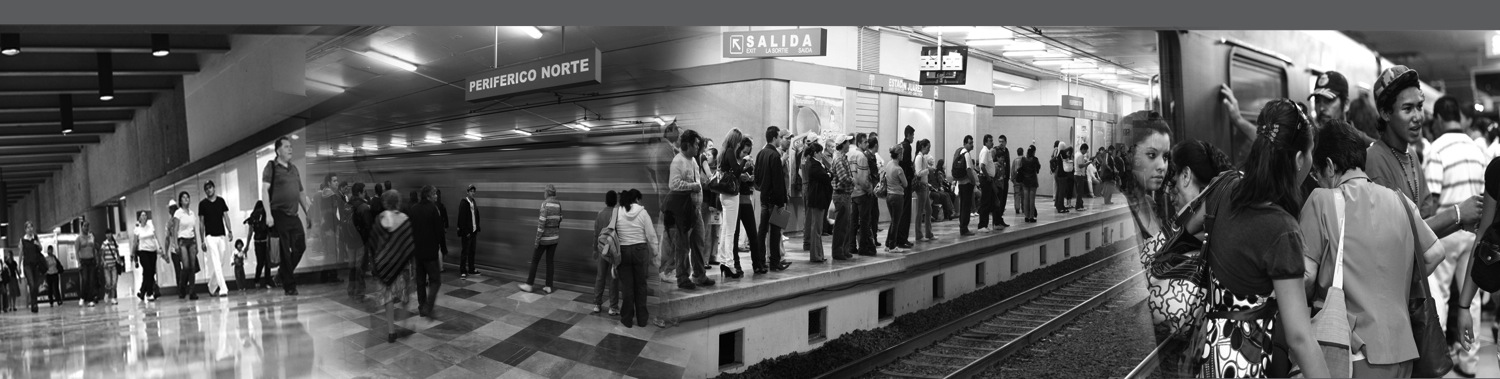 PERIFERICO NORTE
SALIDA
EXIT LA SORTIE SAIDA
ESTACIÓN JUÁREZ